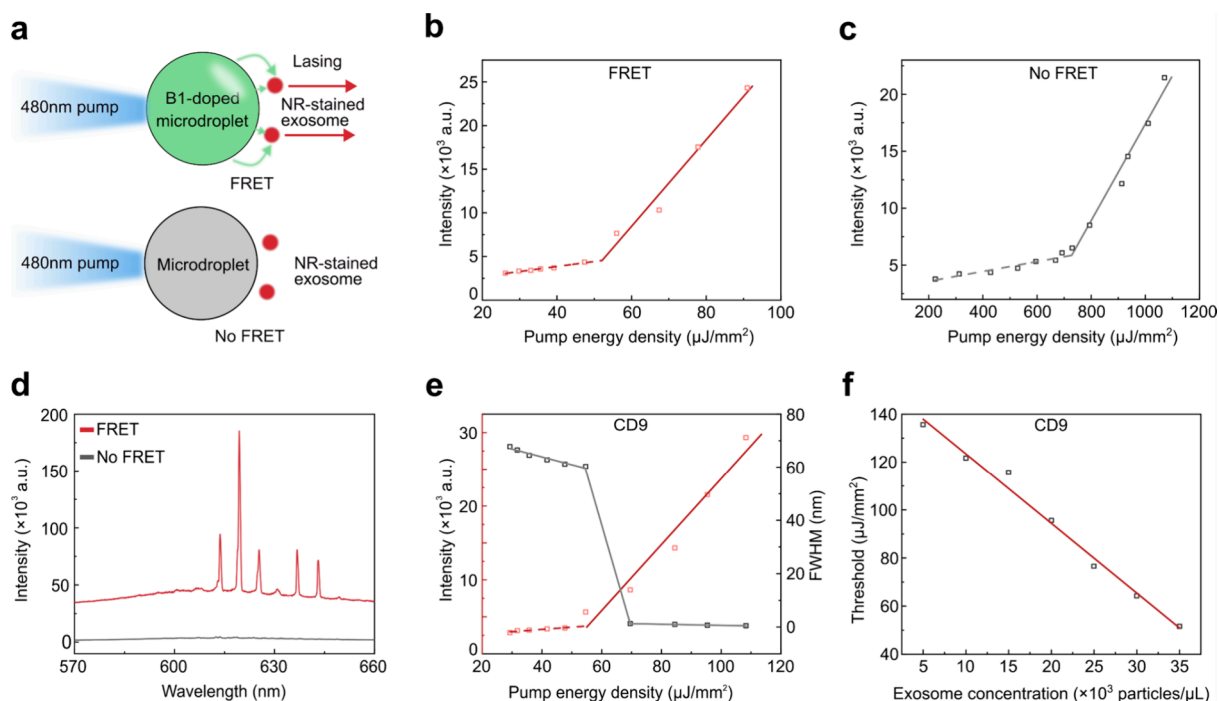 a
480nm pump
B1-doped
microdroplet
Lasing
NR-stained
exosome
FRET
480nm pump
Microdroplet
NR-stained
exosome
No FRET
b
FRET
Intensity (×10³ a.u.)
25
20
15
10
5
0
20 40 60 80 100
Pump energy density (µJ/mm²)
c
No FRET
Intensity (×10³ a.u.)
20
15
10
5
0
200 400 600 800 1000 1200
Pump energy density (µJ/mm²)
d
FRET
No FRET
Intensity (×10³ a.u.)
200
150
100
50
0
570 600 630 660
Wavelength (nm)
e
CD9
Intensity (×10³ a.u.)
30
20
10
0
20 40 60 80 100 120
Pump energy density (µJ/mm²)
80
60
40
20
0
FWHM (nm)
f
CD9
Threshold (µJ/mm²)
140
120
100
80
60
40
5 10 15 20 25 30 35
Exosome concentration (×10³ particles/µL)